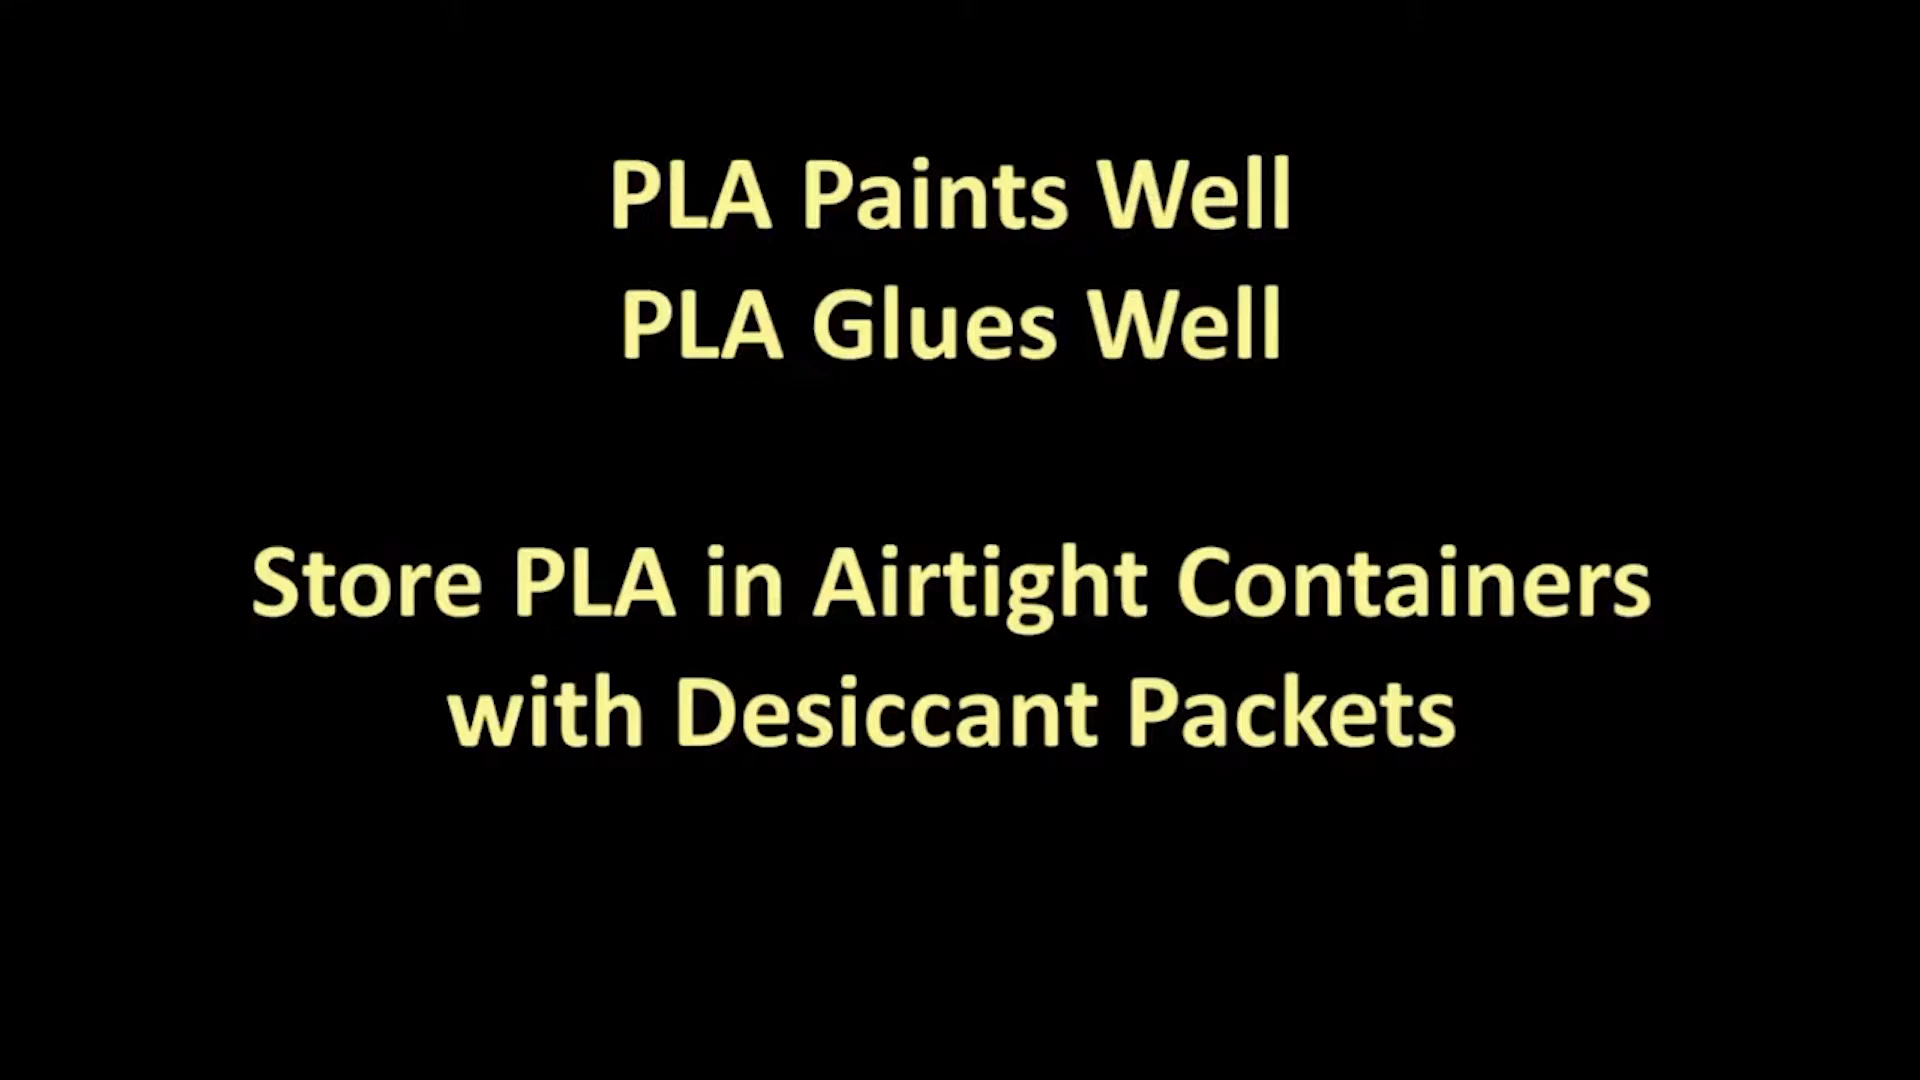 PLA Paints Well
PLA Glues Well
Store PLA in Airtight Containers
with Desiccant Packets